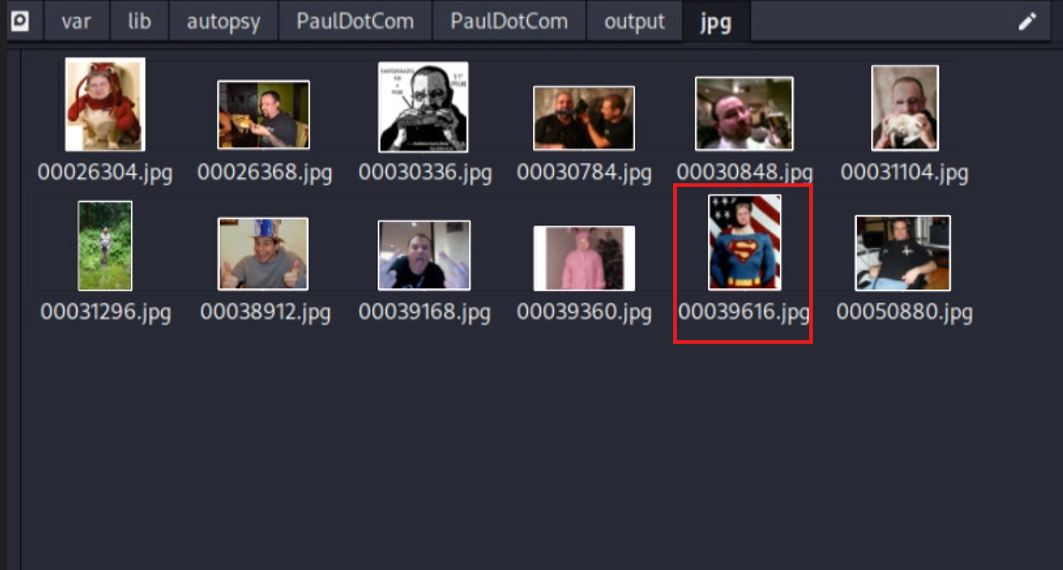 var lib autopsy PaulDotCom PaulDotCom output jpg
00026304.jpg 00026368.jpg 00030336.jpg 00030784.jpg 00030848.jpg 00031104.jpg
00031296.jpg 00038912.jpg 00039168.jpg 00039360.jpg 00039616.jpg 00050880.jpg